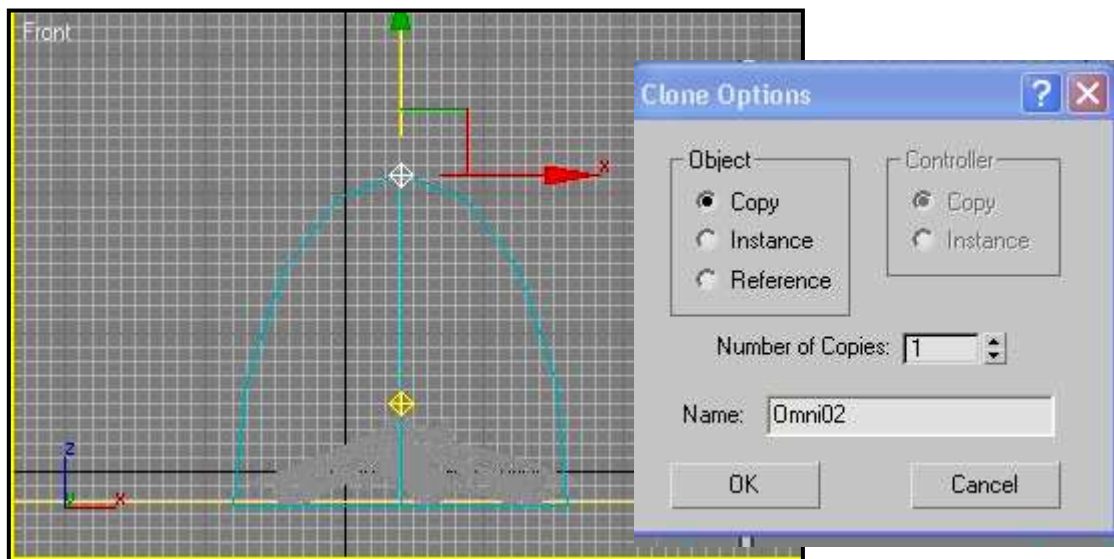 Front
x
z
y
x
Clone Options
?
Object
Controller
Copy
Copy
Instance
Instance
Reference
Number of Copies: 1
Name: Omni02
OK
Cancel